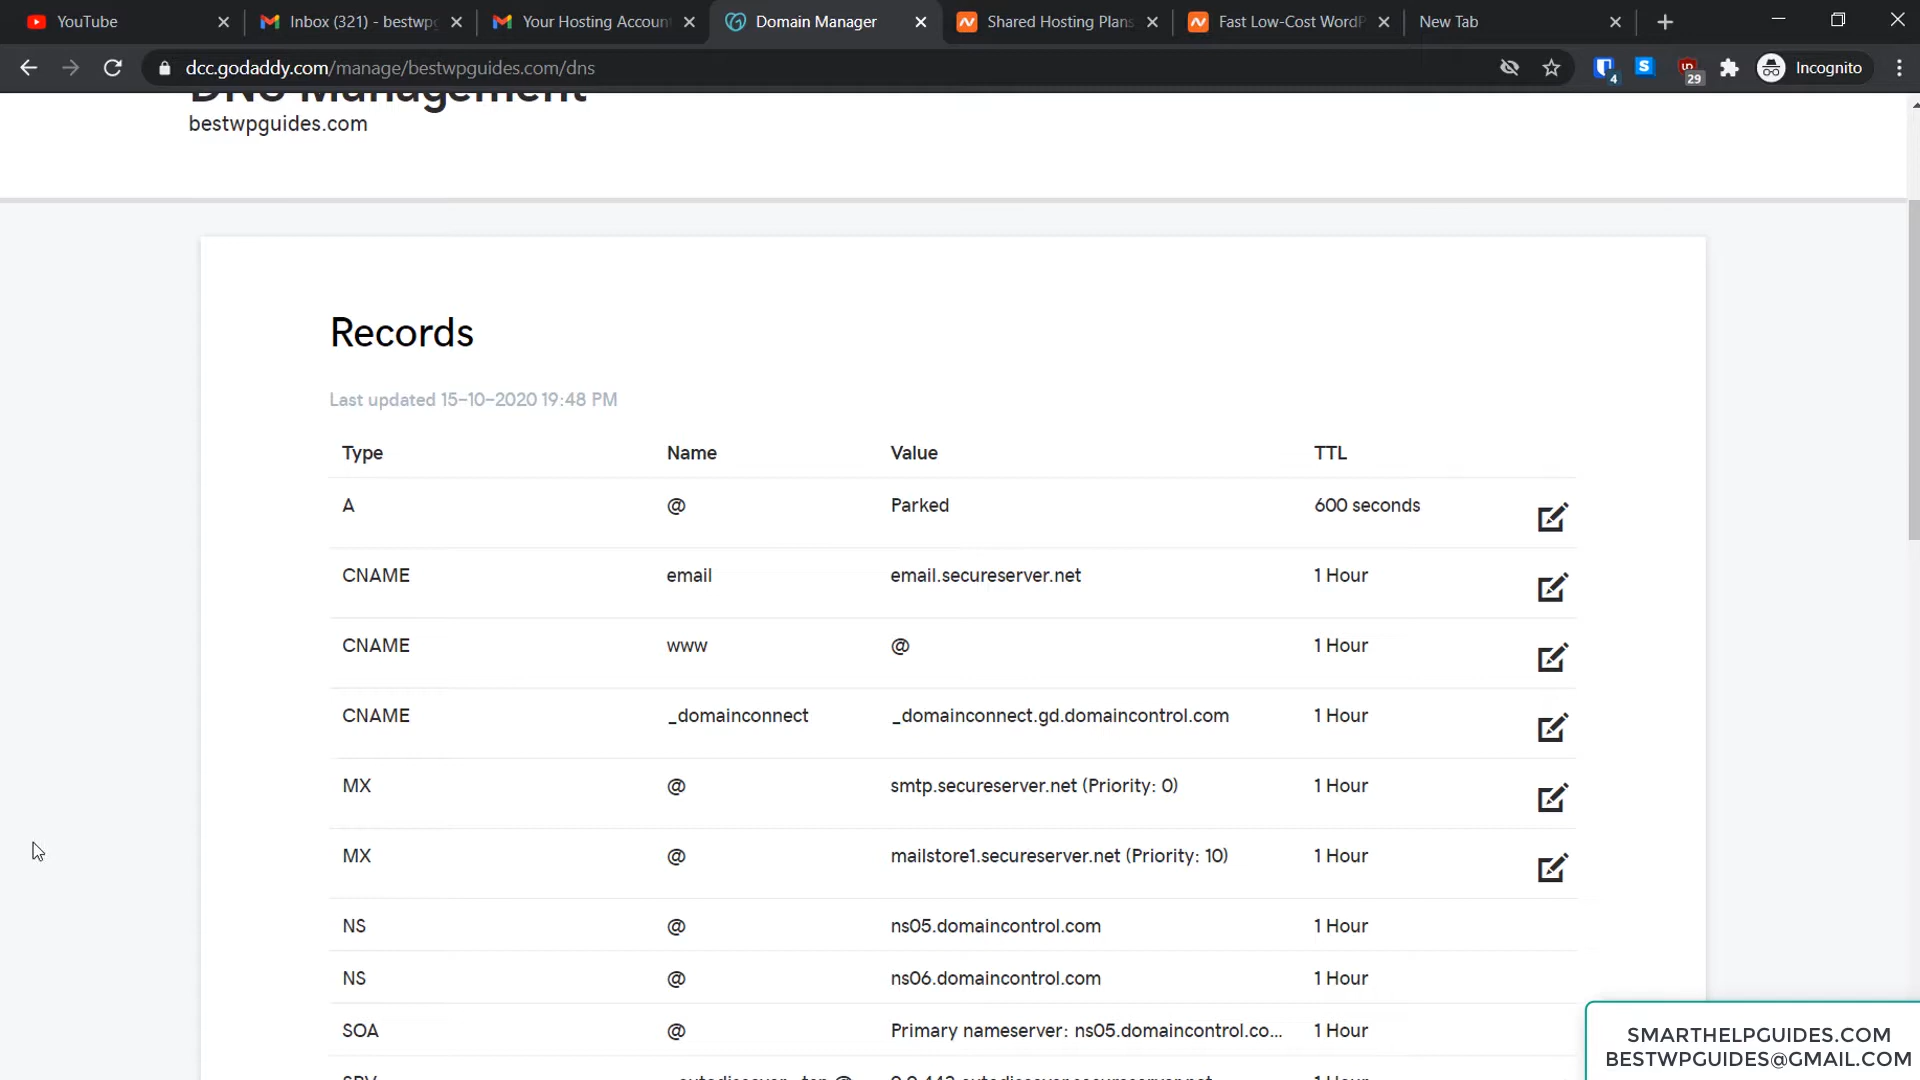 YouTube
Inbox (321) - bestwpg
Your Hosting Accoun
Domain Manager
Shared Hosting Plans
Fast Low-Cost WordP
New Tab
dcc.godaddy.com/manage/bestwpguides.com/dns
4
29
Incognito
DNS Management
bestwpguides.com
Records
Last updated 15-10-2020 19:48 PM
Type Name Value TTL
A @ Parked 600 seconds
CNAME email email.secureserver.net 1 Hour
CNAME www @ 1 Hour
CNAME _domainconnect _domainconnect.gd.domaincontrol.com 1 Hour
MX @ smtp.secureserver.net (Priority: 0) 1 Hour
MX @ mailstore1.secureserver.net (Priority: 10) 1 Hour
NS @ ns05.domaincontrol.com 1 Hour
NS @ ns06.domaincontrol.com 1 Hour
SOA @ Primary nameserver: ns05.domaincontrol.co... 1 Hour
SMARTHELPGUIDES.COM
BESTWPGUIDES@GMAIL.COM